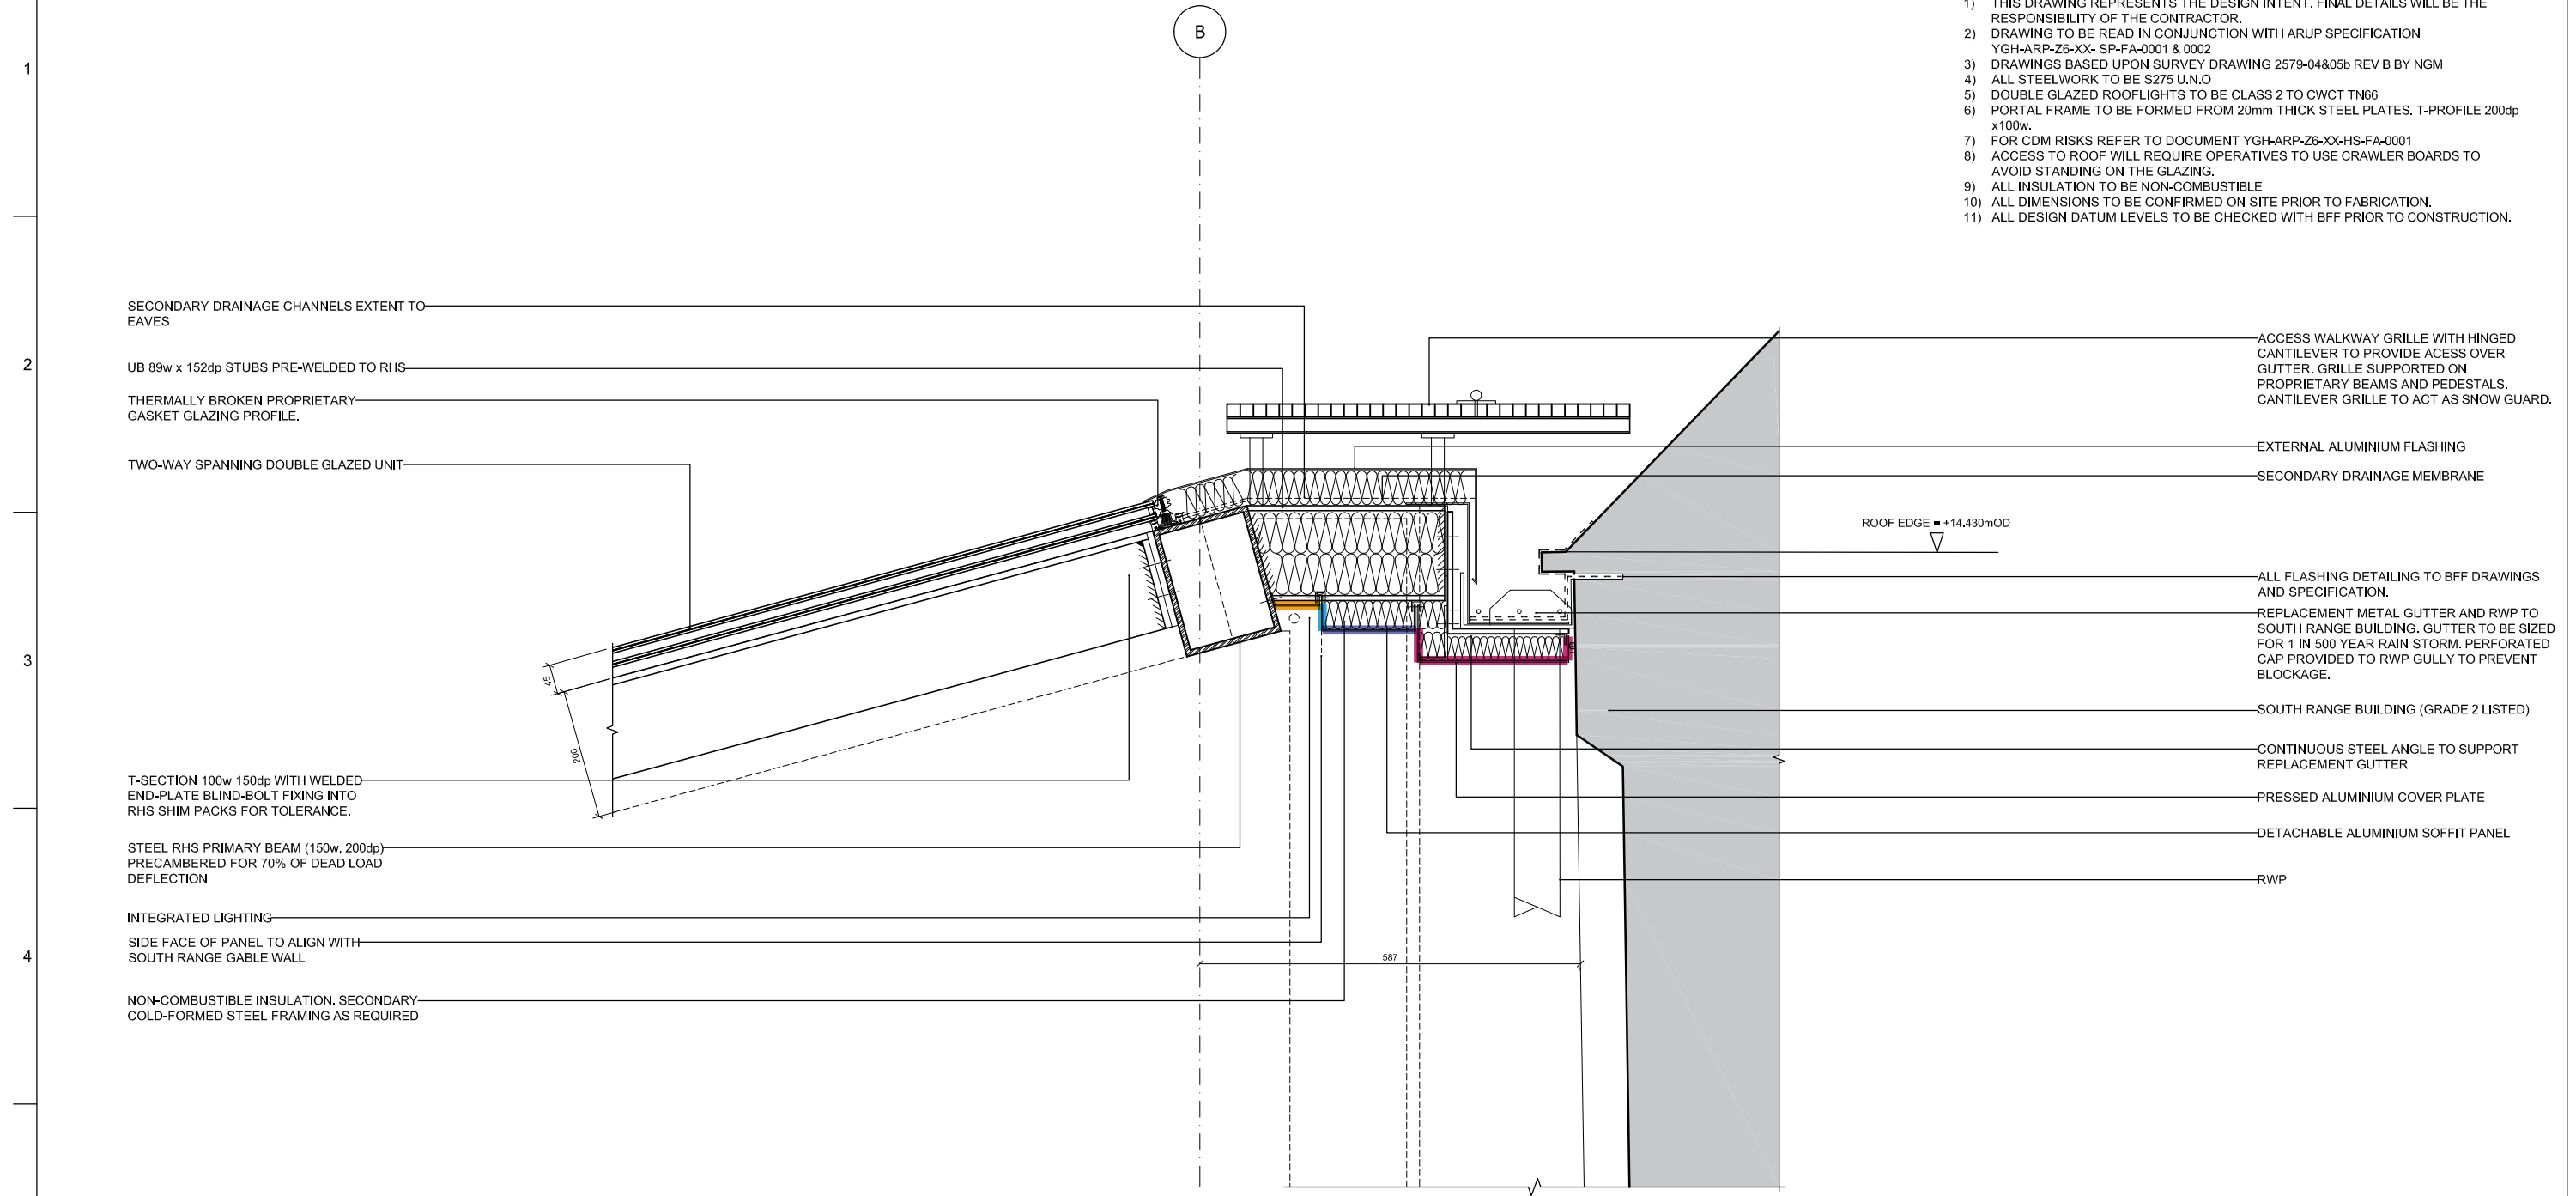 B
1) THIS DRAWING REPRESENTS THE DESIGN INTENT. FINAL DETAILS WILL BE THE
RESPONSIBILITY OF THE CONTRACTOR.
2) DRAWING TO BE READ IN CONJUNCTION WITH ARUP SPECIFICATION
YGH-ARP-Z6-XX- SP-FA-0001 & 0002
3) DRAWINGS BASED UPON SURVEY DRAWING 2579-04&05b REV B BY NGM
4) ALL STEELWORK TO BE S275 U.N.O
5) DOUBLE GLAZED ROOFLIGHTS TO BE CLASS 2 TO CWCT TN66
6) PORTAL FRAME TO BE FORMED FROM 20mm THICK STEEL PLATES. T-PROFILE 200dp
x100w.
7) FOR CDM RISKS REFER TO DOCUMENT YGH-ARP-Z6-XX-HS-FA-0001
8) ACCESS TO ROOF WILL REQUIRE OPERATIVES TO USE CRAWLER BOARDS TO
AVOID STANDING ON THE GLAZING.
9) ALL INSULATION TO BE NON-COMBUSTIBLE
10) ALL DIMENSIONS TO BE CONFIRMED ON SITE PRIOR TO FABRICATION.
11) ALL DESIGN DATUM LEVELS TO BE CHECKED WITH BFF PRIOR TO CONSTRUCTION.
1
2
3
4
SECONDARY DRAINAGE CHANNELS EXTENT TO
EAVES
UB 89w x 152dp STUBS PRE-WELDED TO RHS
THERMALLY BROKEN PROPRIETARY
GASKET GLAZING PROFILE.
TWO-WAY SPANNING DOUBLE GLAZED UNIT
45
200
T-SECTION 100w 150dp WITH WELDED
END-PLATE BLIND-BOLT FIXING INTO
RHS SHIM PACKS FOR TOLERANCE.
STEEL RHS PRIMARY BEAM (150w, 200dp)
PRECAMBERED FOR 70% OF DEAD LOAD
DEFLECTION
INTEGRATED LIGHTING
SIDE FACE OF PANEL TO ALIGN WITH
SOUTH RANGE GABLE WALL
NON-COMBUSTIBLE INSULATION. SECONDARY
COLD-FORMED STEEL FRAMING AS REQUIRED
587
ROOF EDGE = +14.430mOD
ACCESS WALKWAY GRILLE WITH HINGED
CANTILEVER TO PROVIDE ACESS OVER
GUTTER. GRILLE SUPPORTED ON
PROPRIETARY BEAMS AND PEDESTALS.
CANTILEVER GRILLE TO ACT AS SNOW GUARD.
EXTERNAL ALUMINIUM FLASHING
SECONDARY DRAINAGE MEMBRANE
ALL FLASHING DETAILING TO BFF DRAWINGS
AND SPECIFICATION.
REPLACEMENT METAL GUTTER AND RWP TO
SOUTH RANGE BUILDING. GUTTER TO BE SIZED
FOR 1 IN 500 YEAR RAIN STORM. PERFORATED
CAP PROVIDED TO RWP GULLY TO PREVENT
BLOCKAGE.
SOUTH RANGE BUILDING (GRADE 2 LISTED)
CONTINUOUS STEEL ANGLE TO SUPPORT
REPLACEMENT GUTTER
PRESSED ALUMINIUM COVER PLATE
DETACHABLE ALUMINIUM SOFFIT PANEL
RWP